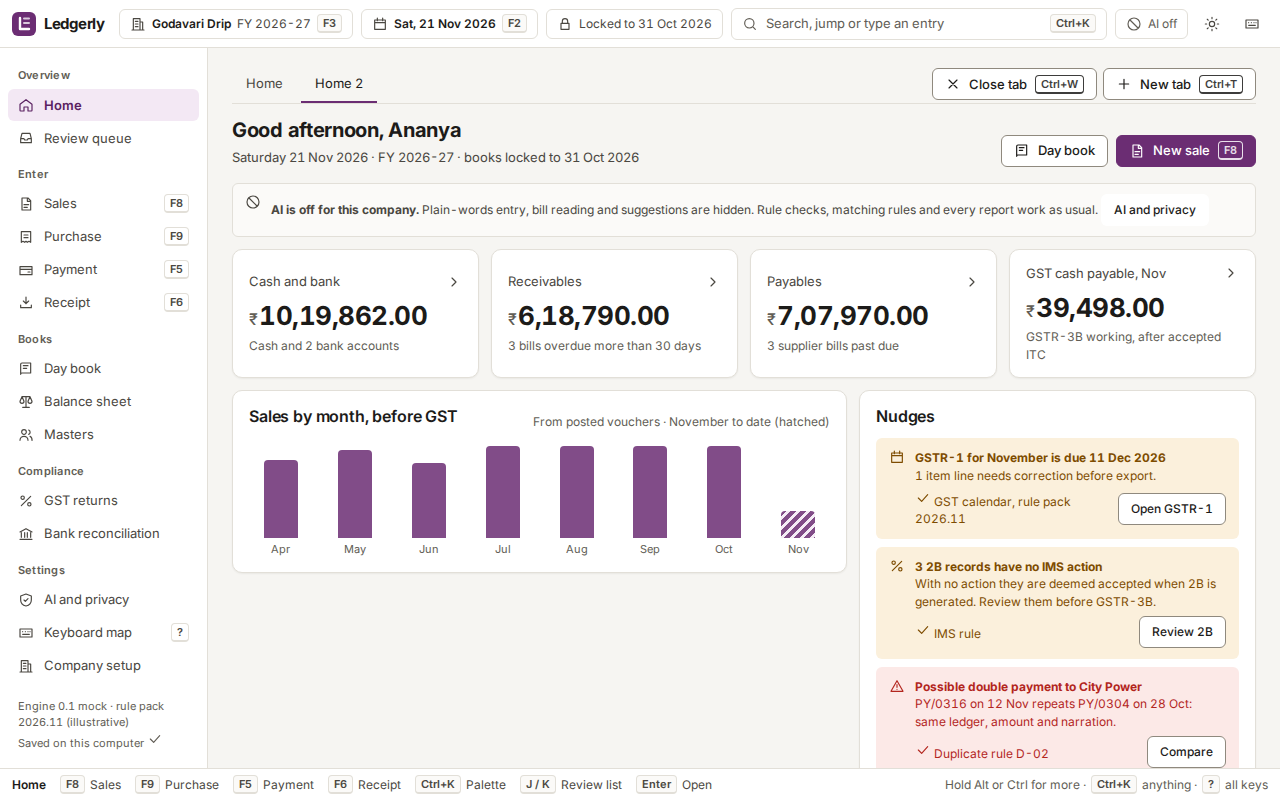 Ledgerly
Godavari Drip FY 2026-27 F3
Sat, 21 Nov 2026 F2
Locked to 31 Oct 2026
Search, jump or type an entry Ctrl+K
AI off
Overview
Home
Review queue
Enter
Sales F8
Purchase F9
Payment F5
Receipt F6
Books
Day book
Balance sheet
Masters
Compliance
GST returns
Bank reconciliation
Settings
AI and privacy
Keyboard map ?
Company setup
Engine 0.1 mock · rule pack
2026.11 (illustrative)
Saved on this computer
Home
Home 2
Close tab Ctrl+W
New tab Ctrl+T
Good afternoon, Ananya
Saturday 21 Nov 2026 · FY 2026-27 · books locked to 31 Oct 2026
Day book
New sale F8
AI is off for this company. Plain-words entry, bill reading and suggestions are hidden. Rule checks, matching rules and every report work as usual. AI and privacy
Cash and bank
₹10,19,862.00
Cash and 2 bank accounts
Receivables
₹6,18,790.00
3 bills overdue more than 30 days
Payables
₹7,07,970.00
3 supplier bills past due
GST cash payable, Nov
₹39,498.00
GSTR-3B working, after accepted
ITC
Sales by month, before GST
From posted vouchers · November to date (hatched)
Apr May Jun Jul Aug Sep Oct Nov
Nudges
GSTR-1 for November is due 11 Dec 2026
1 item line needs correction before export.
GST calendar, rule pack
2026.11
Open GSTR-1
3 2B records have no IMS action
With no action they are deemed accepted when 2B is
generated. Review them before GSTR-3B.
IMS rule
Review 2B
Possible double payment to City Power
PY/0316 on 12 Nov repeats PY/0304 on 28 Oct:
same ledger, amount and narration.
Duplicate rule D-02
Compare
Home F8 Sales F9 Purchase F5 Payment F6 Receipt Ctrl+K Palette J / K Review list Enter Open
Hold Alt or Ctrl for more · Ctrl+K anything · ? all keys